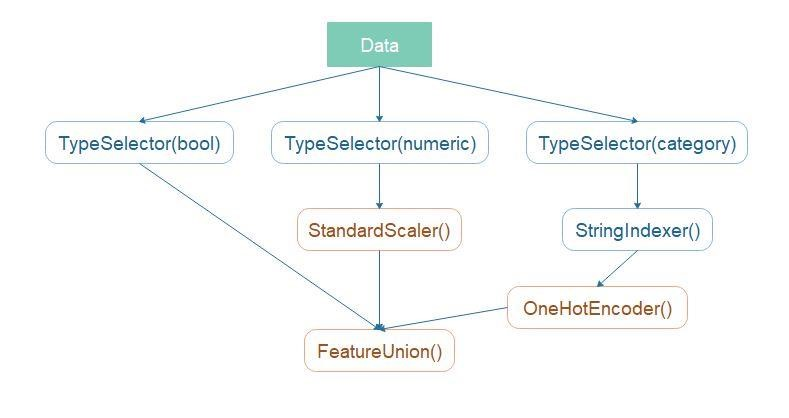 Data
TypeSelector(bool)
TypeSelector(numeric)
TypeSelector(category)
StandardScaler()
StringIndexer()
OneHotEncoder()
FeatureUnion()